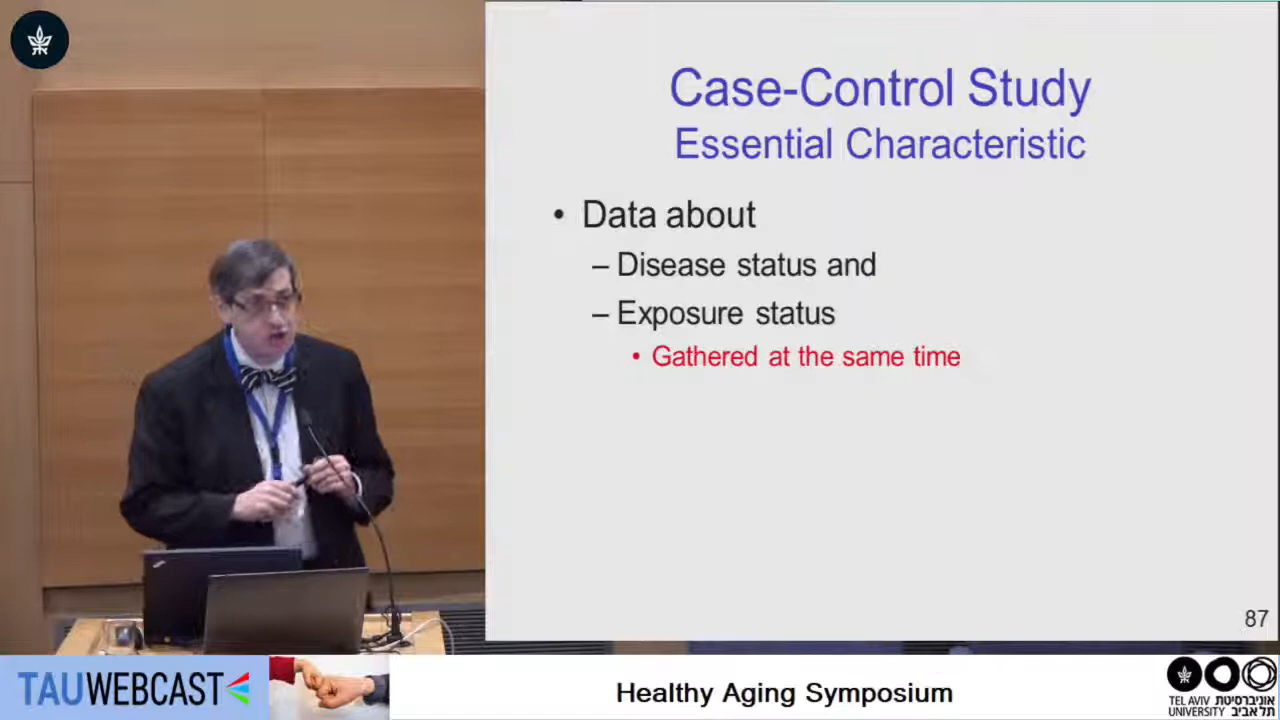 Case-Control Study
Essential Characteristic
• Data about
– Disease status and
– Exposure status
• Gathered at the same time
87
TAUWEBCAST
Healthy Aging Symposium
TEL AVIV אוניברסיטת
UNIVERSITY תל אביב